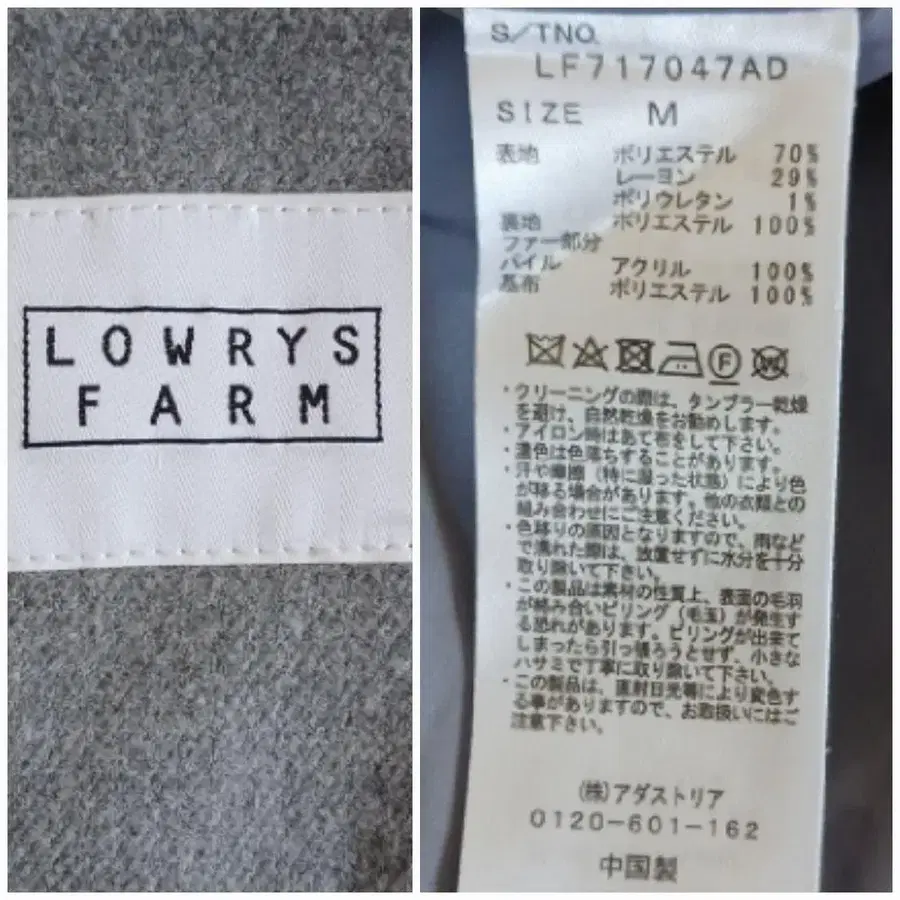 LOWRYS
FARM
S/TNO.
LF717047AD
SIZE M
表地 ポリエステル 70%
レーヨン 29%
ポリウレタン 1%
裏地 ポリエステル 100%
ファー部分
パイル アクリル 100%
基布 ポリエステル 100%
F
W
・クリーニングの際は、タンブラー乾燥
を避け、自然乾燥をお勧めします。
・アイロン時はあて布をして下さい。
・濃色は色落ちすることがあります。
・汗や摩擦（特に湿った状態）により色
が移る場合があります。他の衣類との
組み合わせにご注意ください。
・色移りの原因となりますので、雨など
で濡れた際は、放置せずに水分を十分
取り除いて下さい。
・この製品は素材の性質上、表面の毛羽
が絡み合いピリング（毛玉）が発生す
る恐れがあります。ピリングが出来て
しまったら引っ張ろうとせず、小さな
ハサミで丁寧に取り除いて下さい。
・この製品は、直射日光等により変色す
る事がありますので、お取扱いにはご
注意下さい。
(株)アダストリア
0120-601-162
中国製